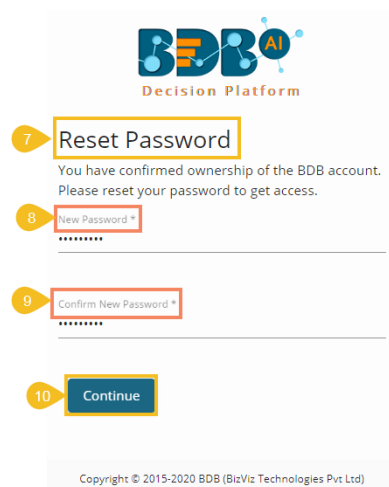 BDB AI
Decision Platform
7 Reset Password
You have confirmed ownership of the BDB account.
Please reset your password to get access.
8 New Password *
•••••••••
9 Confirm New Password *
•••••••••
10 Continue
Copyright © 2015-2020 BDB (BizViz Technologies Pvt Ltd)